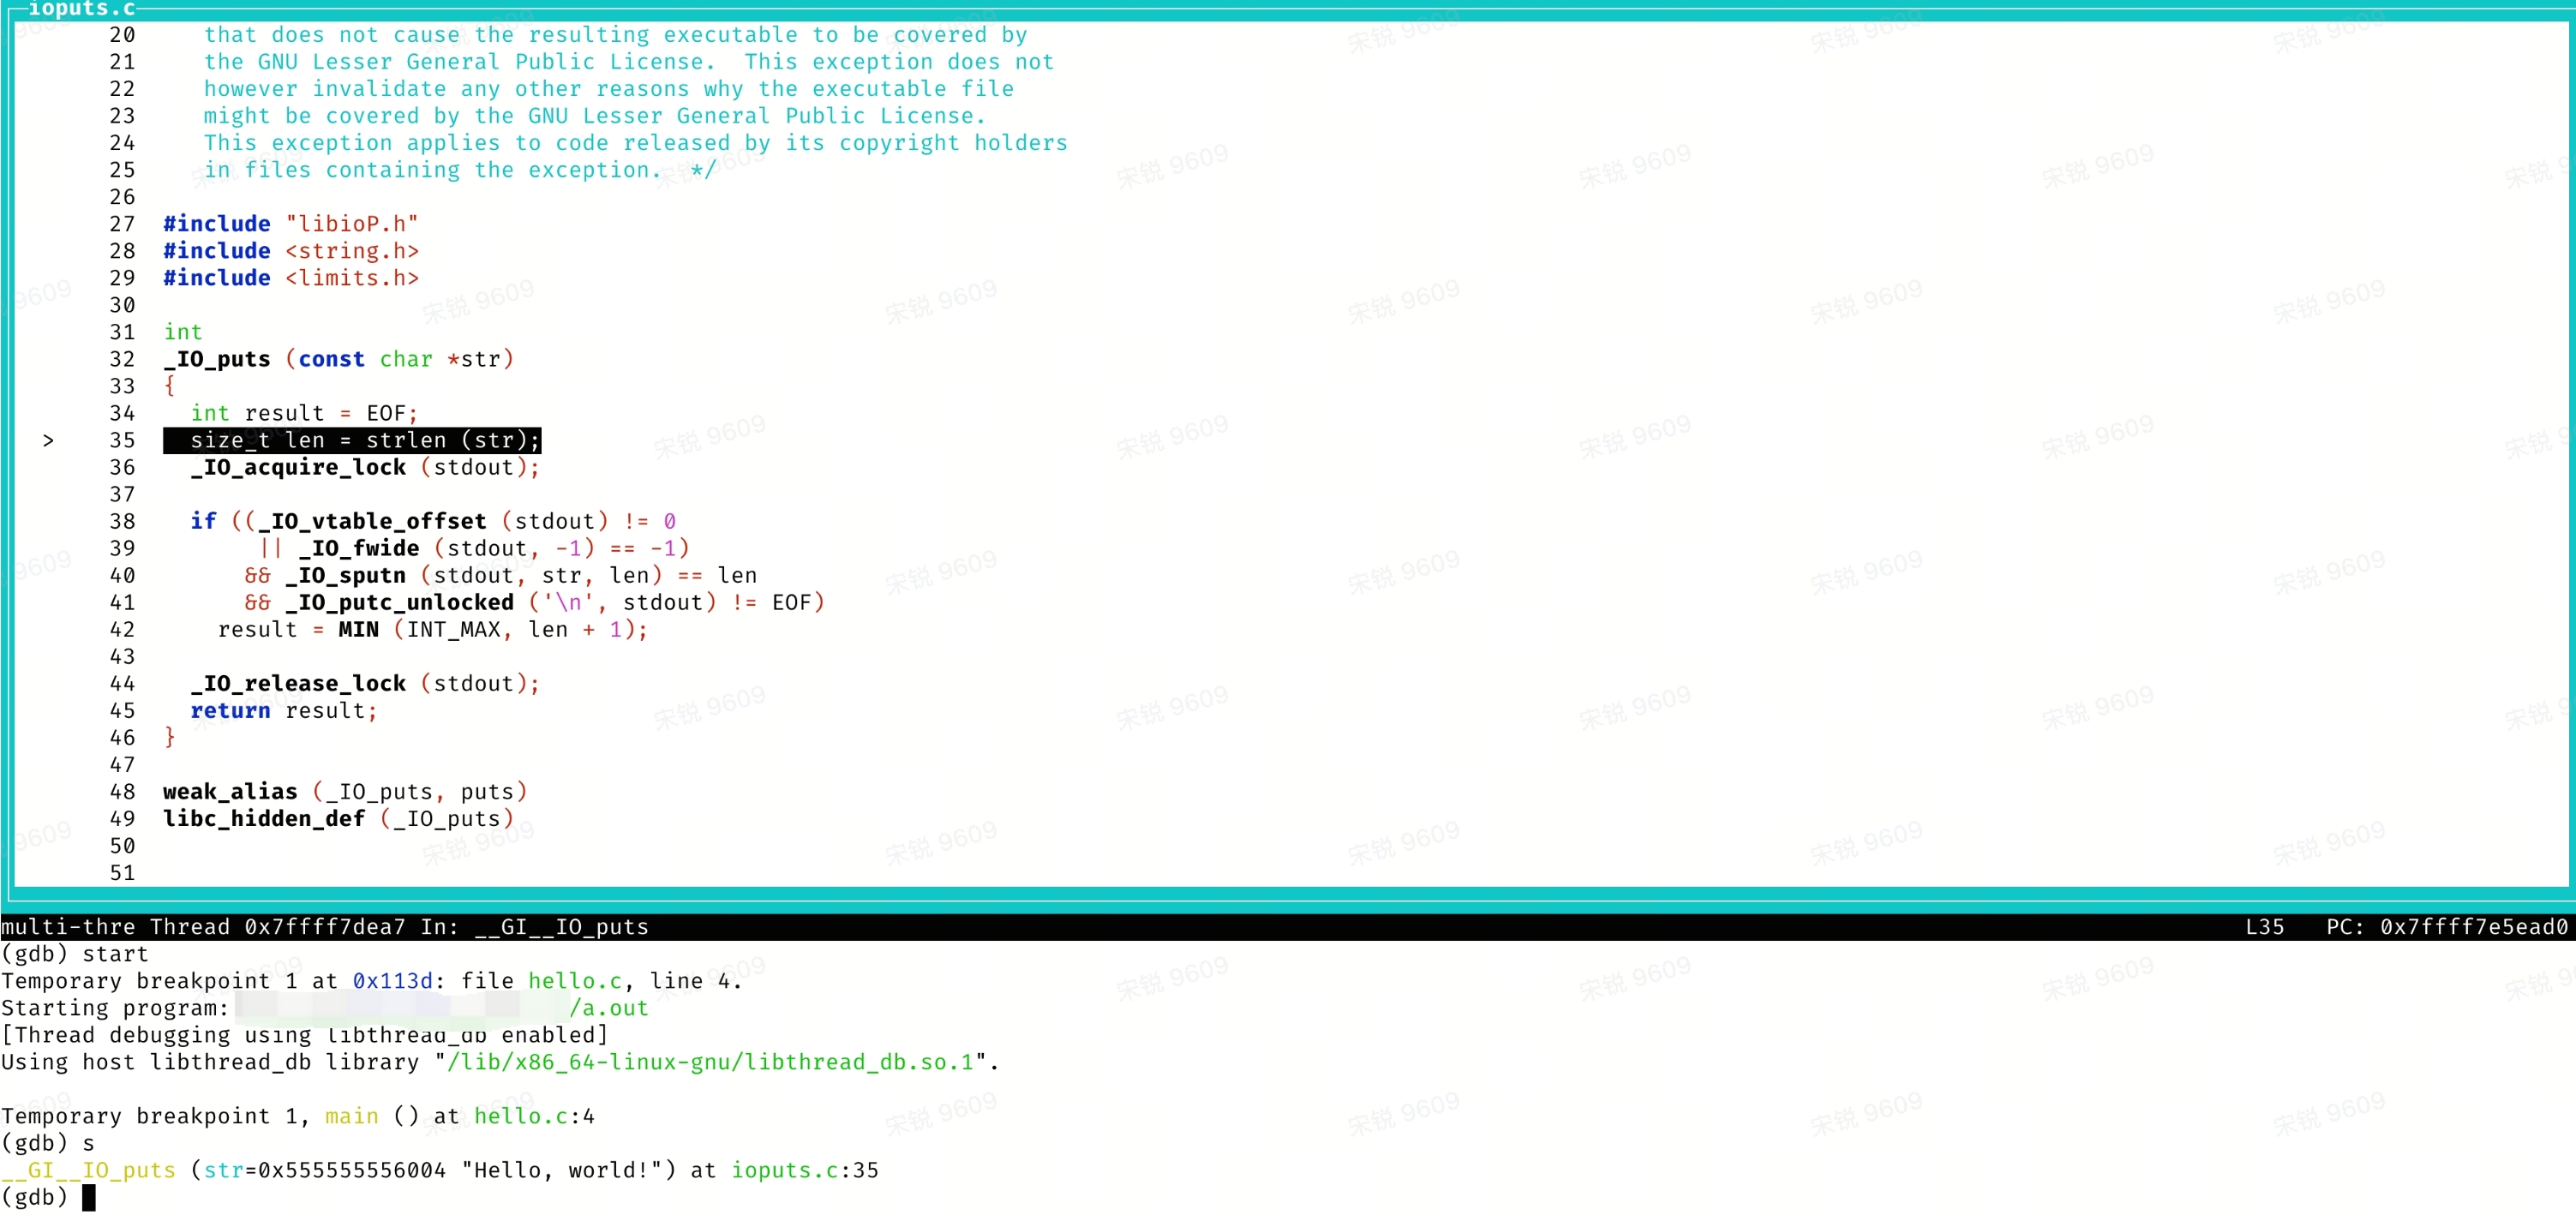 ioputs.c
20     that does not cause the resulting executable to be covered by
21     the GNU Lesser General Public License.  This exception does not
22     however invalidate any other reasons why the executable file
23     might be covered by the GNU Lesser General Public License.
24     This exception applies to code released by its copyright holders
25     in files containing the exception.  */
26
27  #include "libioP.h"
28  #include <string.h>
29  #include <limits.h>
30
31  int
32  _IO_puts (const char *str)
33  {
34    int result = EOF;
> 35    size_t len = strlen (str);
36    _IO_acquire_lock (stdout);
37
38    if ((_IO_vtable_offset (stdout) != 0
39         || _IO_fwide (stdout, -1) == -1)
40        && _IO_sputn (stdout, str, len) == len
41        && _IO_putc_unlocked ('\n', stdout) != EOF)
42      result = MIN (INT_MAX, len + 1);
43
44    _IO_release_lock (stdout);
45    return result;
46  }
47
48  weak_alias (_IO_puts, puts)
49  libc_hidden_def (_IO_puts)
50
51
multi-thre Thread 0x7ffff7dea7 In: __GI__IO_puts L35 PC: 0x7ffff7e5ead0
(gdb) start
Temporary breakpoint 1 at 0x113d: file hello.c, line 4.
Starting program: /a.out
[Thread debugging using libthread_db enabled]
Using host libthread_db library "/lib/x86_64-linux-gnu/libthread_db.so.1".

Temporary breakpoint 1, main () at hello.c:4
(gdb) s
__GI__IO_puts (str=0x555555556004 "Hello, world!") at ioputs.c:35
(gdb)
宋锐 9609